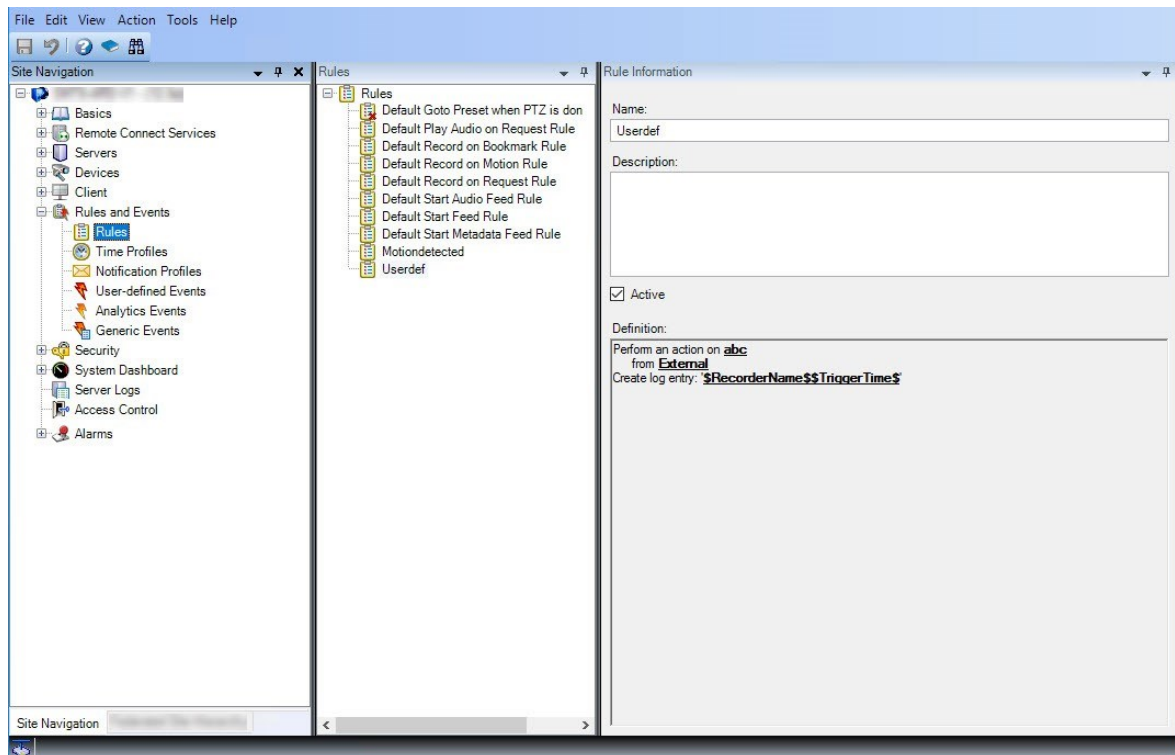 File Edit View Action Tools Help
Site Navigation
Basics
Remote Connect Services
Servers
Devices
Client
Rules and Events
Rules
Time Profiles
Notification Profiles
User-defined Events
Analytics Events
Generic Events
Security
System Dashboard
Server Logs
Access Control
Alarms
Site Navigation
Rules
Rules
Default Goto Preset when PTZ is don
Default Play Audio on Request Rule
Default Record on Bookmark Rule
Default Record on Motion Rule
Default Record on Request Rule
Default Start Audio Feed Rule
Default Start Feed Rule
Default Start Metadata Feed Rule
Motiondetected
Userdef
Rule Information
Name:
Userdef
Description:
Active
Definition:
Perform an action on abc
from External
Create log entry: '$RecorderName$$TriggerTime$'